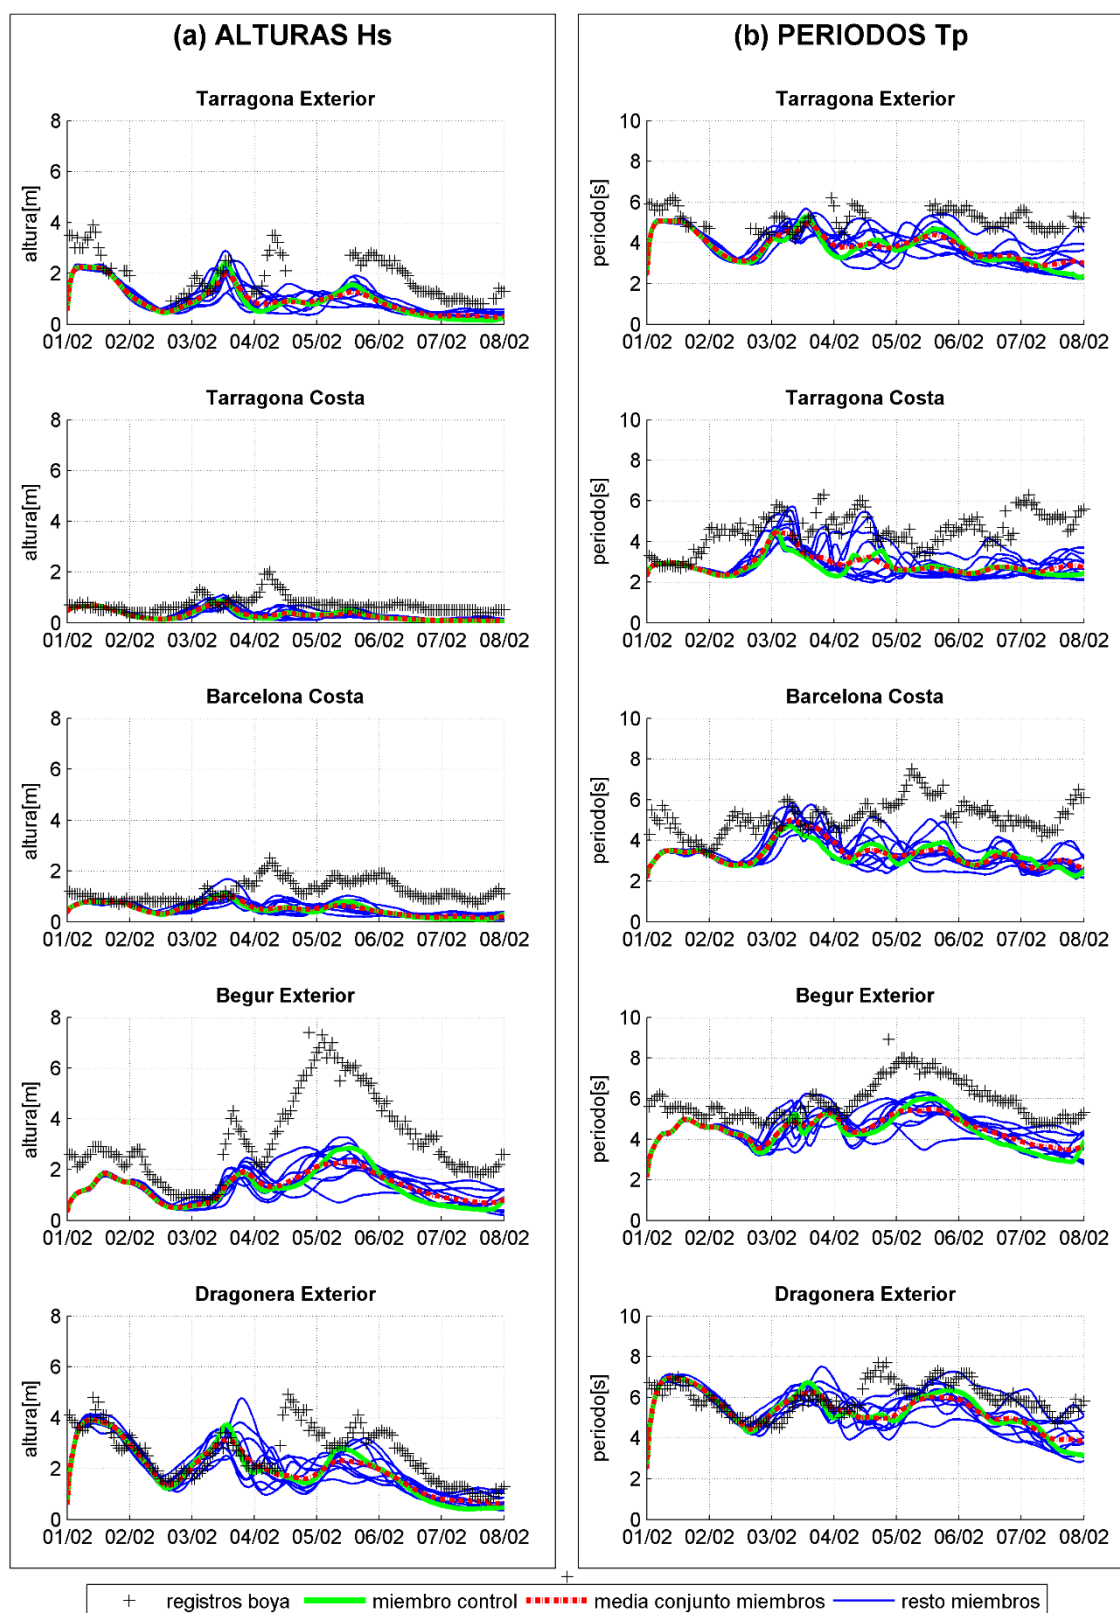 (a) ALTURAS Hs
Tarragona Exterior
altura[m]
8
6
4
2
0
01/02 02/02 03/02 04/02 05/02 06/02 07/02 08/02
Tarragona Costa
altura[m]
8
6
4
2
0
01/02 02/02 03/02 04/02 05/02 06/02 07/02 08/02
Barcelona Costa
altura[m]
8
6
4
2
0
01/02 02/02 03/02 04/02 05/02 06/02 07/02 08/02
Begur Exterior
altura[m]
8
6
4
2
0
01/02 02/02 03/02 04/02 05/02 06/02 07/02 08/02
Dragonera Exterior
altura[m]
8
6
4
2
0
01/02 02/02 03/02 04/02 05/02 06/02 07/02 08/02
(b) PERIODOS Tp
Tarragona Exterior
periodo[s]
10
8
6
4
2
0
01/02 02/02 03/02 04/02 05/02 06/02 07/02 08/02
Tarragona Costa
periodo[s]
10
8
6
4
2
0
01/02 02/02 03/02 04/02 05/02 06/02 07/02 08/02
Barcelona Costa
periodo[s]
10
8
6
4
2
0
01/02 02/02 03/02 04/02 05/02 06/02 07/02 08/02
Begur Exterior
periodo[s]
10
8
6
4
2
0
01/02 02/02 03/02 04/02 05/02 06/02 07/02 08/02
Dragonera Exterior
periodo[s]
10
8
6
4
2
0
01/02 02/02 03/02 04/02 05/02 06/02 07/02 08/02
registros boya miembro control media conjunto miembros resto miembros